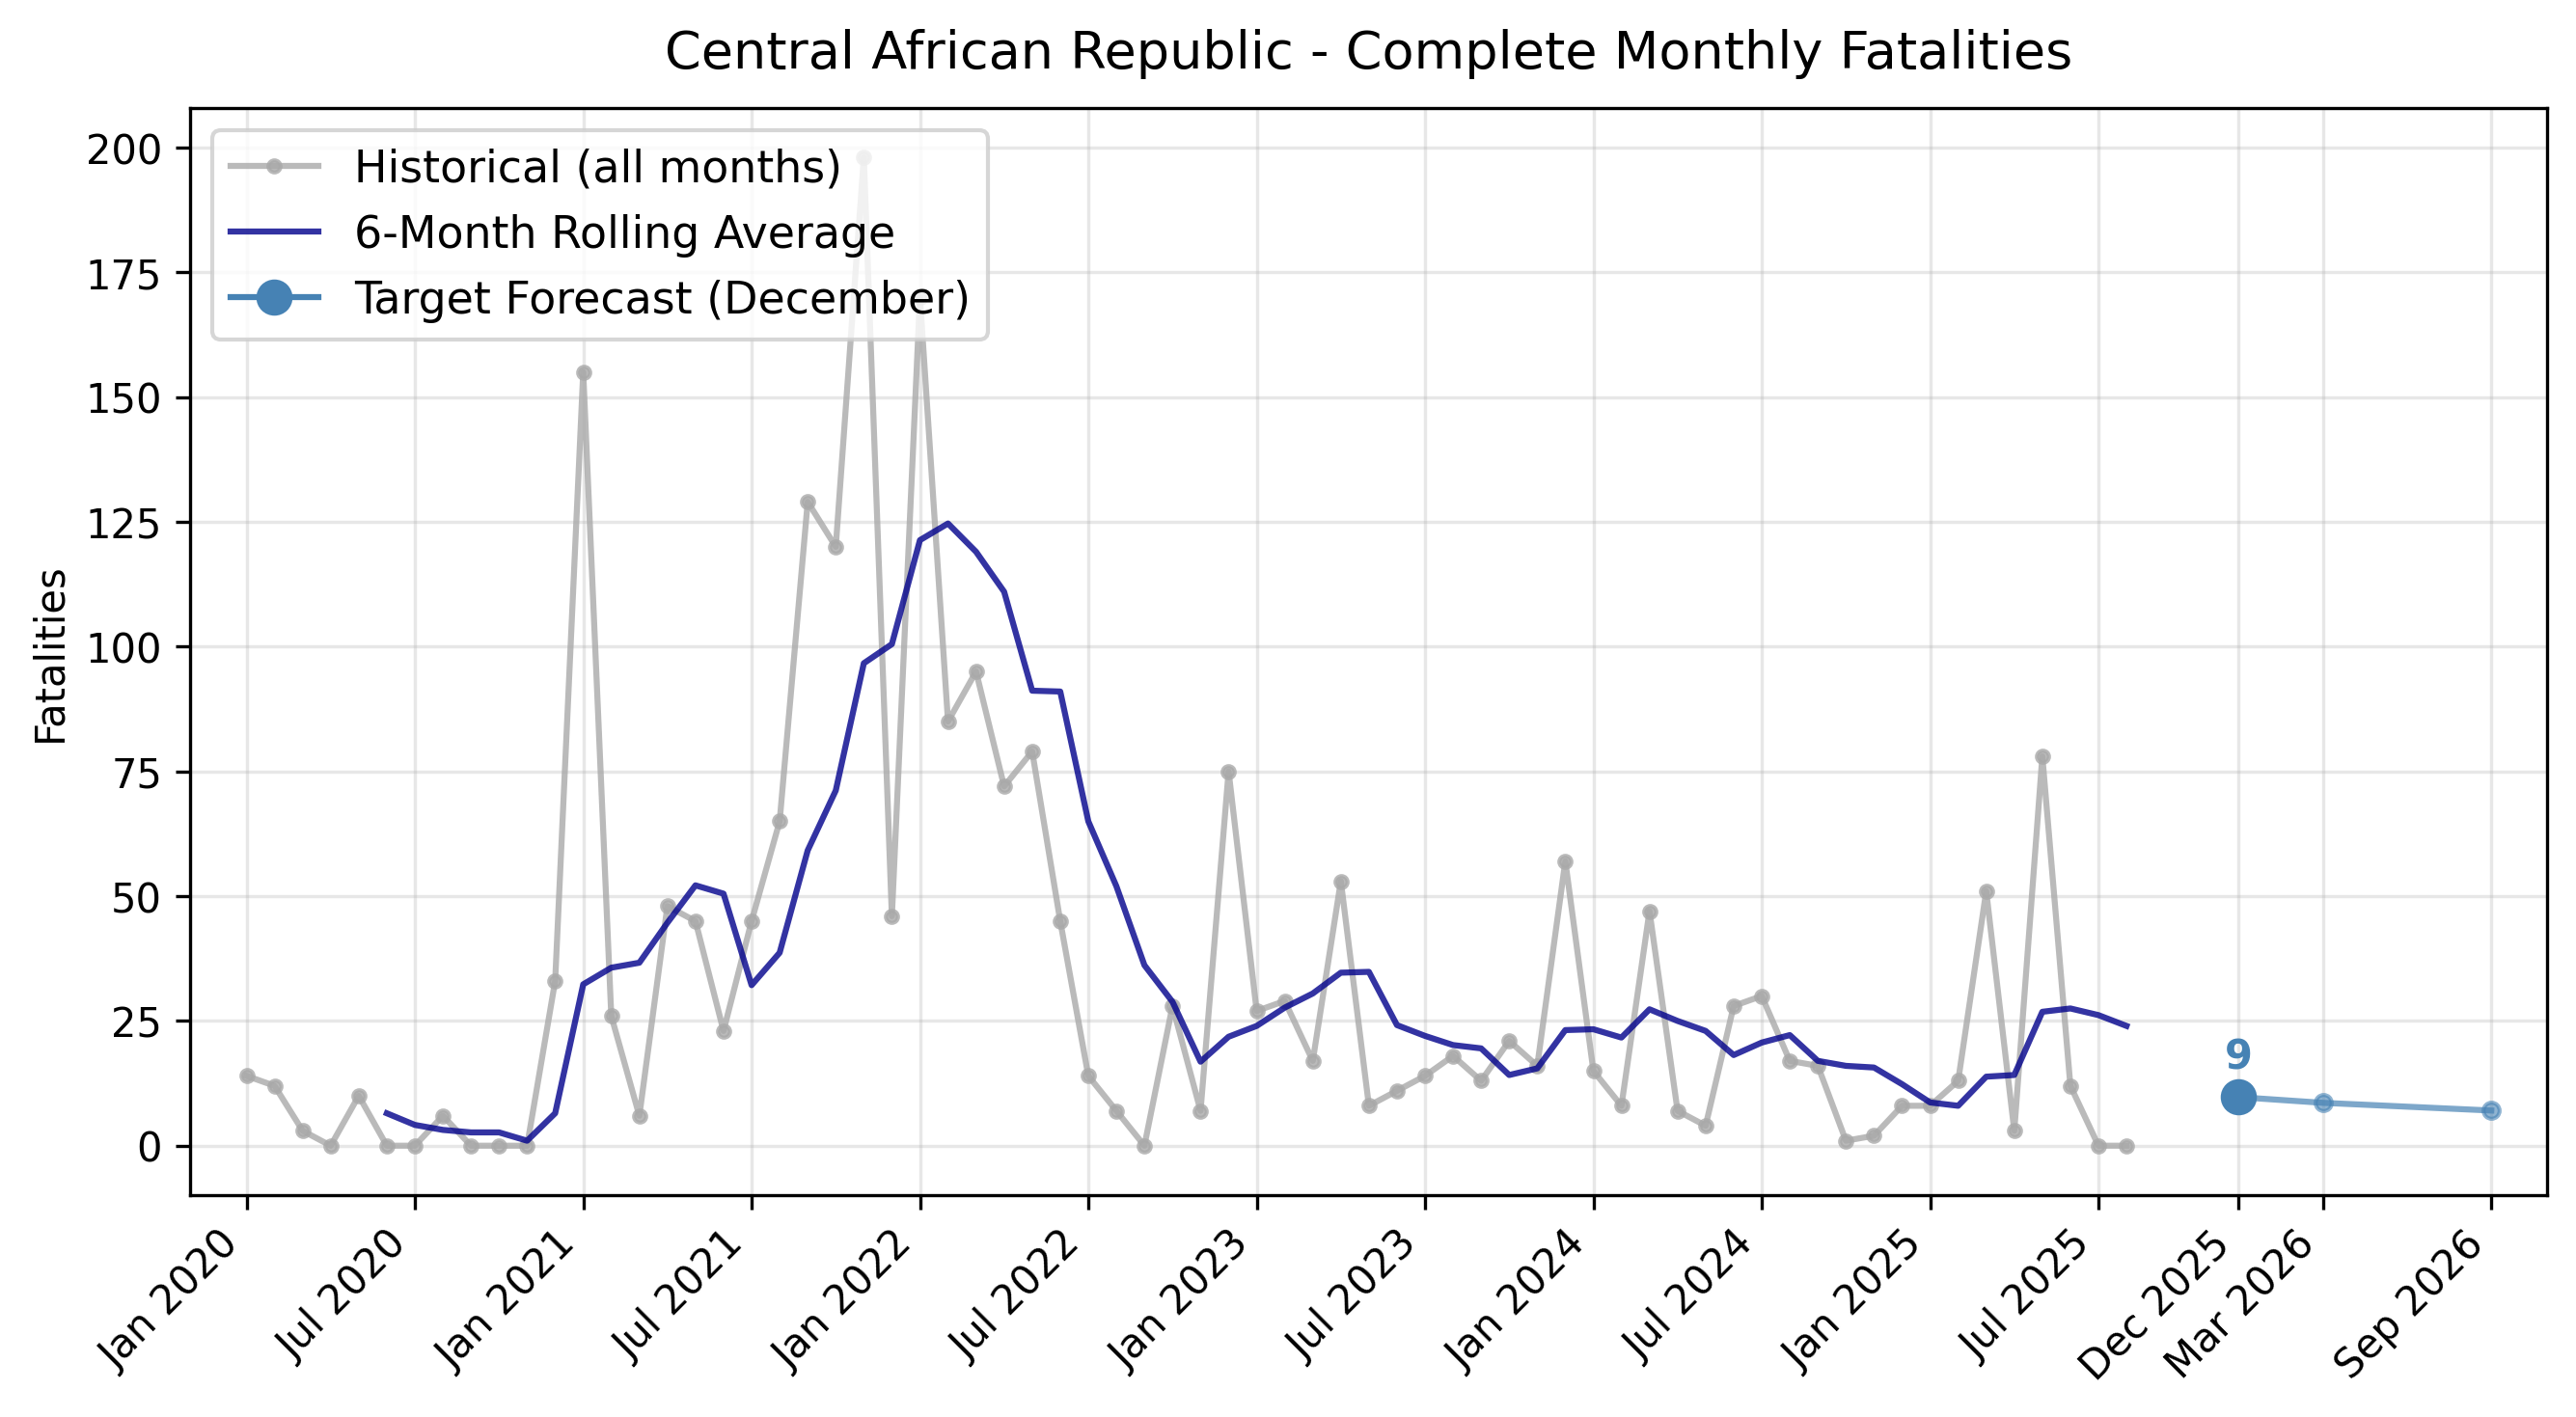 Central African Republic - Complete Monthly Fatalities
Historical (all months)
6-Month Rolling Average
Target Forecast (December)
Fatalities
200
175
150
125
100
75
50
25
0
9
Jan 2020
Jul 2020
Jan 2021
Jul 2021
Jan 2022
Jul 2022
Jan 2023
Jul 2023
Jan 2024
Jul 2024
Jan 2025
Jul 2025
Dec 2025
Mar 2026
Sep 2026